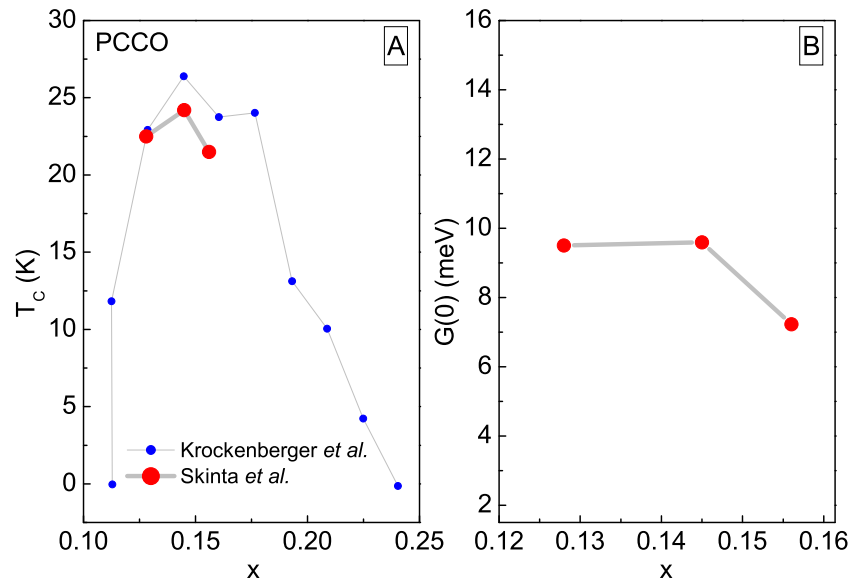 PCCO
A
30
25
20
15
10
5
0
T_C (K)
Krockenberger et al.
Skinta et al.
0.10 0.15 0.20 0.25
x
B
16
14
12
10
8
6
4
2
G(0) (meV)
0.12 0.13 0.14 0.15 0.16
x